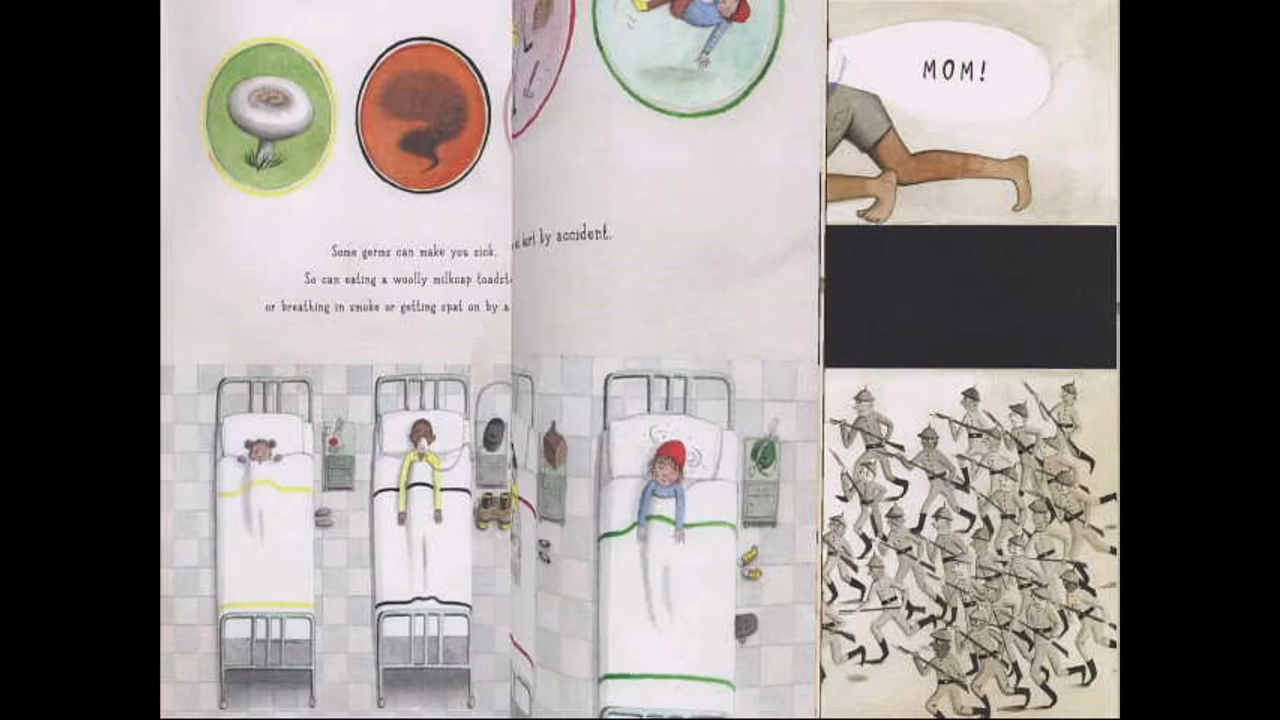 MOM!
hurt by accident.
Some germs can make you sick.
So can eating a woolly milkcap toadst
or breathing in smoke or getting spat on by a